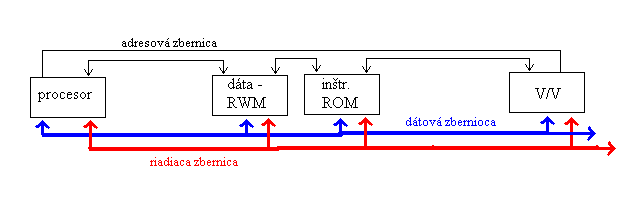 adresová zbernica
procesor
dáta -
RWM
inštr.
ROM
V/V
dátová zbernioca
riadiaca zbernica